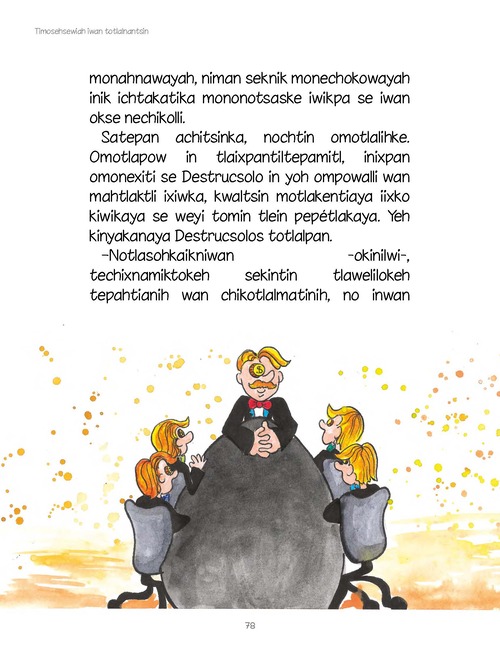 Timosehsewiah iwan totlalnantsin
monahnawayah, niman seknik monechokowayah
inik ichtakatika mononotsaske iwikpa se iwan
okse nechikolli.
Satepan achitsinka, nochtin omotlalihke.
Omotlapow in tlaixpantiltepamitl, inixpan
omonexiti se Destrucsolo in yoh ompowalli wan
mahtlaktli ixiwka, kwaltsin motlakentiaya iixko
kiwikaya se weyi tomin tlein pepétlakaya. Yeh
kinyakanaya Destrucsolos totlalpan.
–Notlasohkaikniwan -okinilwi-,
techixnamiktokeh sekintin tlawelilokeh
tepahtianih wan chikotlalmatinih, no inwan
$
78